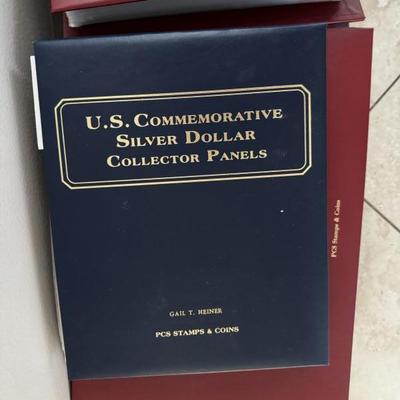 U.S. COMMEMORATIVE
SILVER DOLLAR
COLLECTOR PANELS
GAIL T. HEINER
PCS STAMPS & COINS
PCS Stamps & Coins